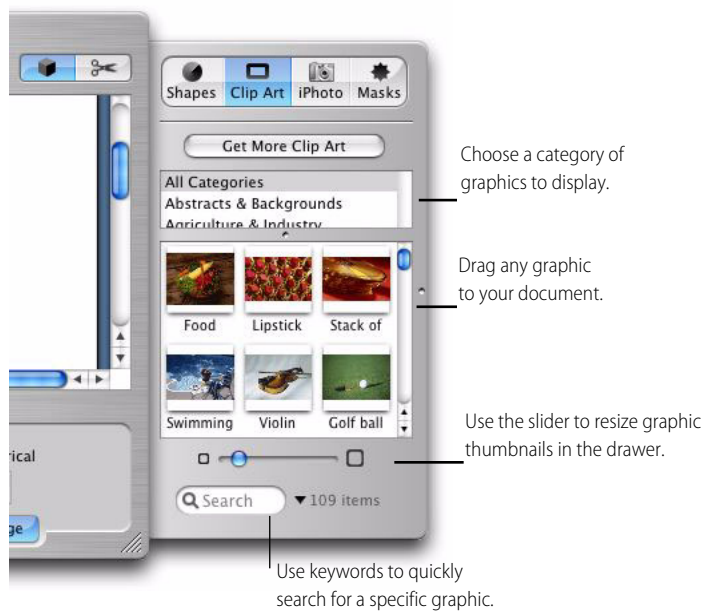 Shapes Clip Art iPhoto Masks
Get More Clip Art
Choose a category of
graphics to display.
All Categories
Abstracts & Backgrounds
Agriculture & Industry
Drag any graphic
to your document.
Food Lipstick Stack of
Swimming Violin Golf ball
Use the slider to resize graphic
thumbnails in the drawer.
rical
Search 109 items
ge
Use keywords to quickly
search for a specific graphic.